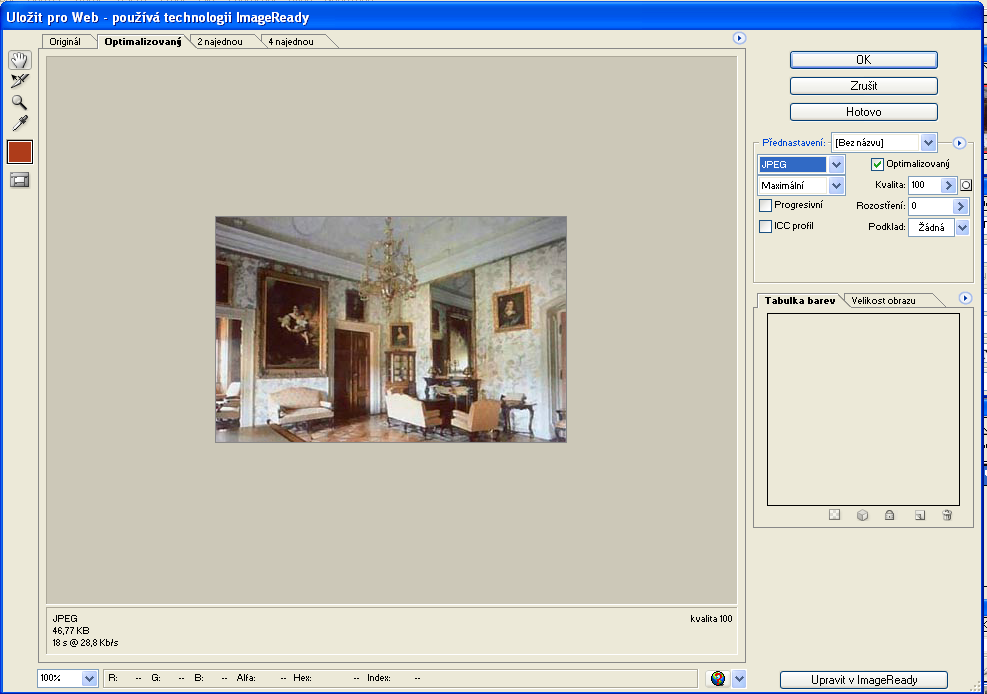 Uložit pro Web - používá technologii ImageReady
Originál
Optimalizovaný
2 najednou
4 najednou
OK
Zrušit
Hotovo
Přednastavení:
[Bez názvu]
JPEG
Optimalizovaný
Maximální
Kvalita:
100
Progresivní
Rozostření:
0
ICC profil
Podklad:
Žádná
Tabulka barev
Velikost obrazu
JPEG
46,77 KB
18 s @ 28,8 Kb/s
kvalita 100
100%
R: -- G: -- B: -- Alfa: -- Hex: -- Index: --
Upravit v ImageReady